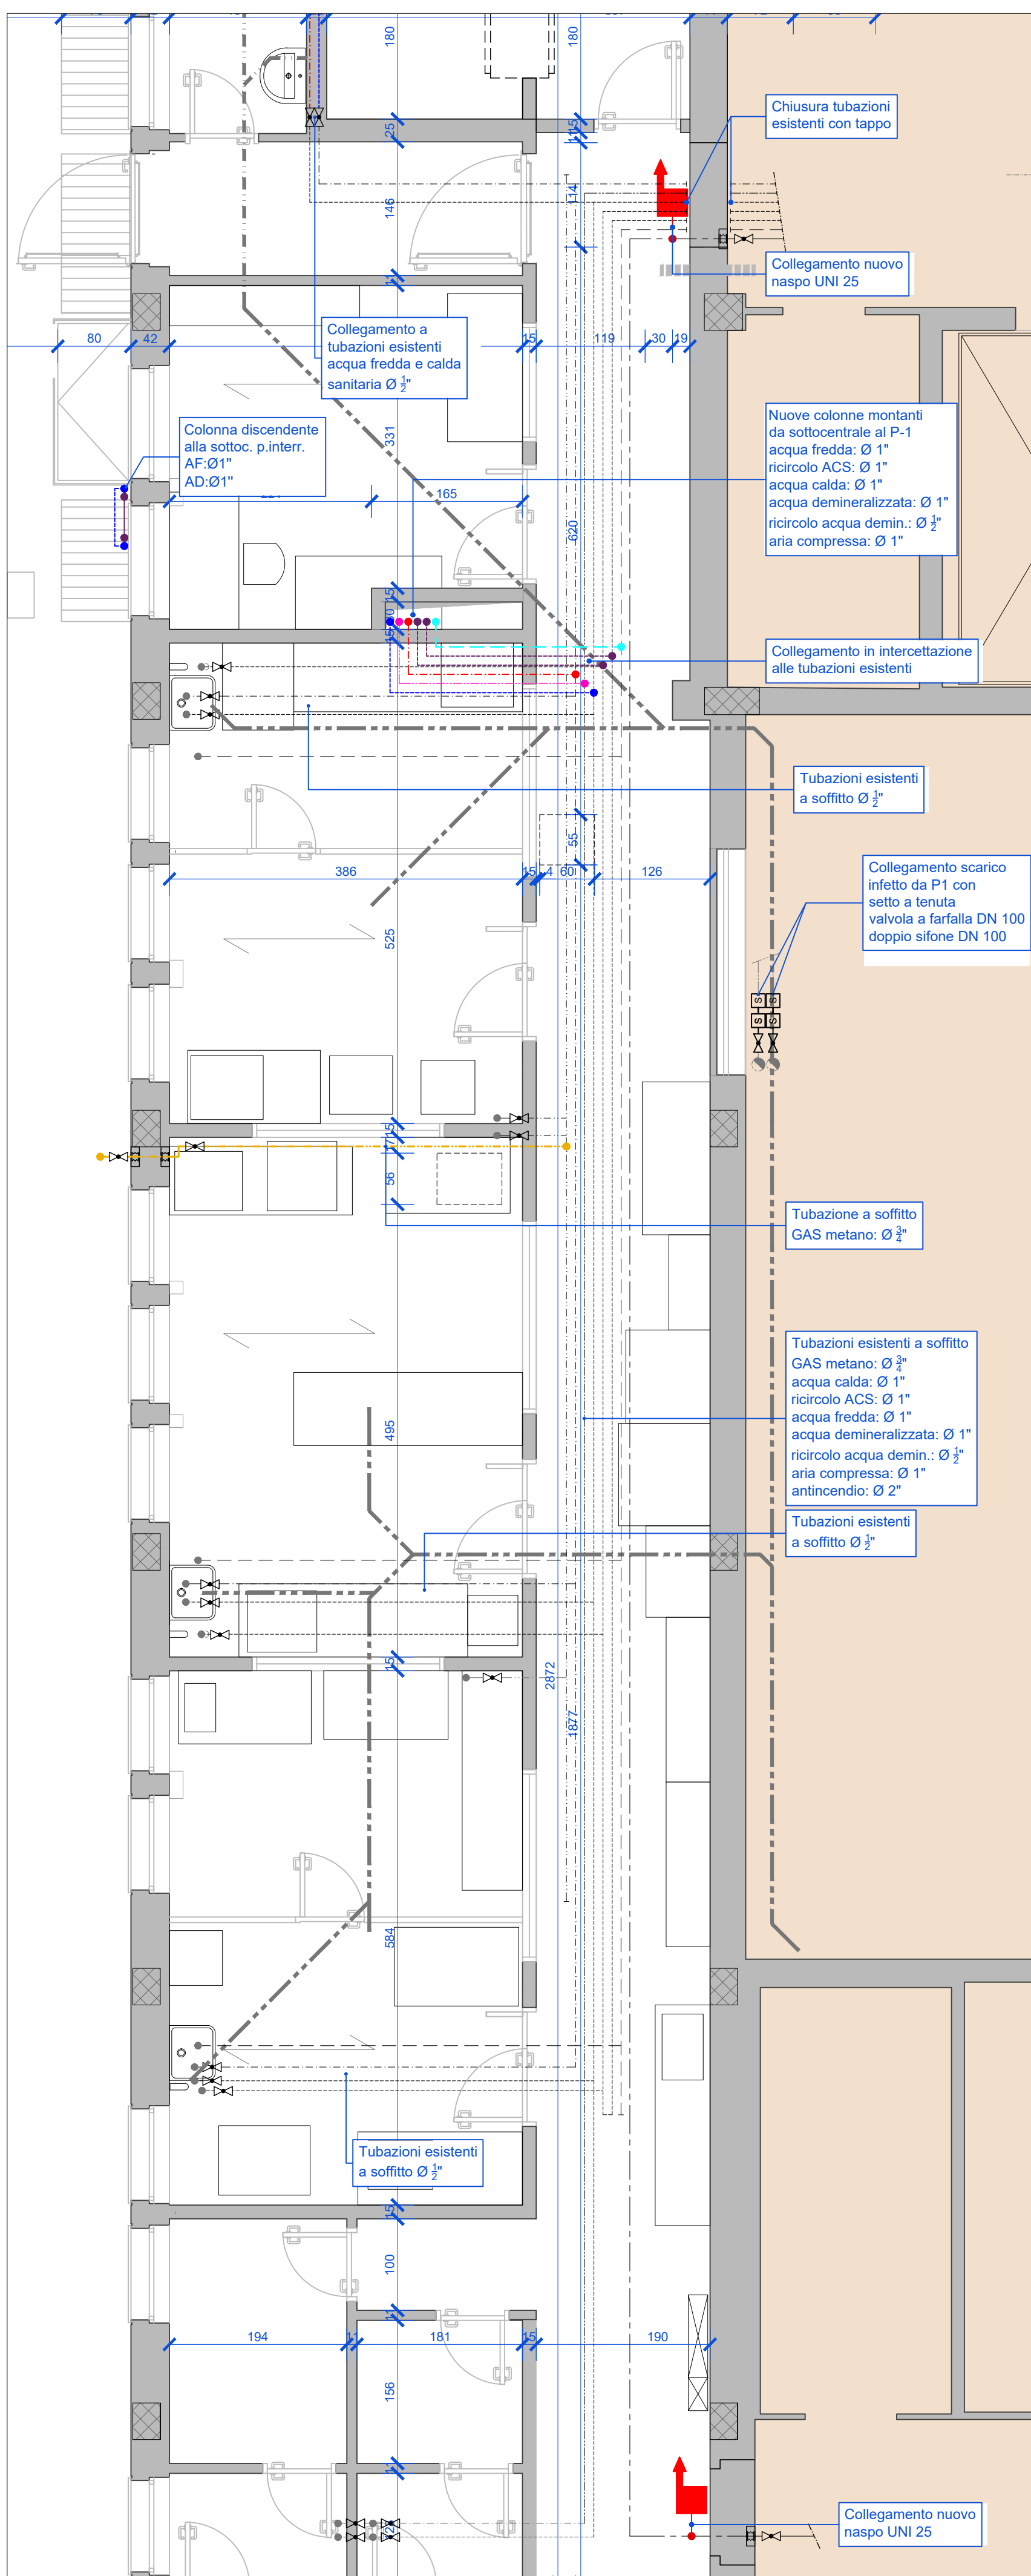 180
180
Chiusura tubazioni
esistenti con tappo
25
15
114
146
11
Collegamento nuovo
naspo UNI 25
80
42
15
119
30
19
Collegamento a
tubazioni esistenti
acqua fredda e calda
sanitaria Ø ½"
Colonna discendente
alla sottoc. p.interr.
AF:Ø1"
AD:Ø1"
331
165
620
Nuove colonne montanti
da sottocentrale al P-1
acqua fredda: Ø 1"
ricircolo ACS: Ø 1"
acqua calda: Ø 1"
acqua demineralizzata: Ø 1"
ricircolo acqua demin.: Ø ½"
aria compressa: Ø 1"
15
15
Collegamento in intercettazione
alle tubazioni esistenti
Tubazioni esistenti
a soffitto Ø ½"
55
386
15
4
60
126
525
Collegamento scarico
infetto da P1 con
setto a tenuta
valvola a farfalla DN 100
doppio sifone DN 100
S
S
S
S
15
17
56
Tubazione a soffitto
GAS metano: Ø ¾"
Tubazioni esistenti a soffitto
GAS metano: Ø ¾"
acqua calda: Ø 1"
ricircolo ACS: Ø 1"
acqua fredda: Ø 1"
acqua demineralizzata: Ø 1"
ricircolo acqua demin.: Ø ½"
aria compressa: Ø 1"
antincendio: Ø 2"
495
Tubazioni esistenti
a soffitto Ø ½"
15
2872
1877
584
Tubazioni esistenti
a soffitto Ø ½"
15
100
11
194
11
181
15
190
156
11
Collegamento nuovo
naspo UNI 25